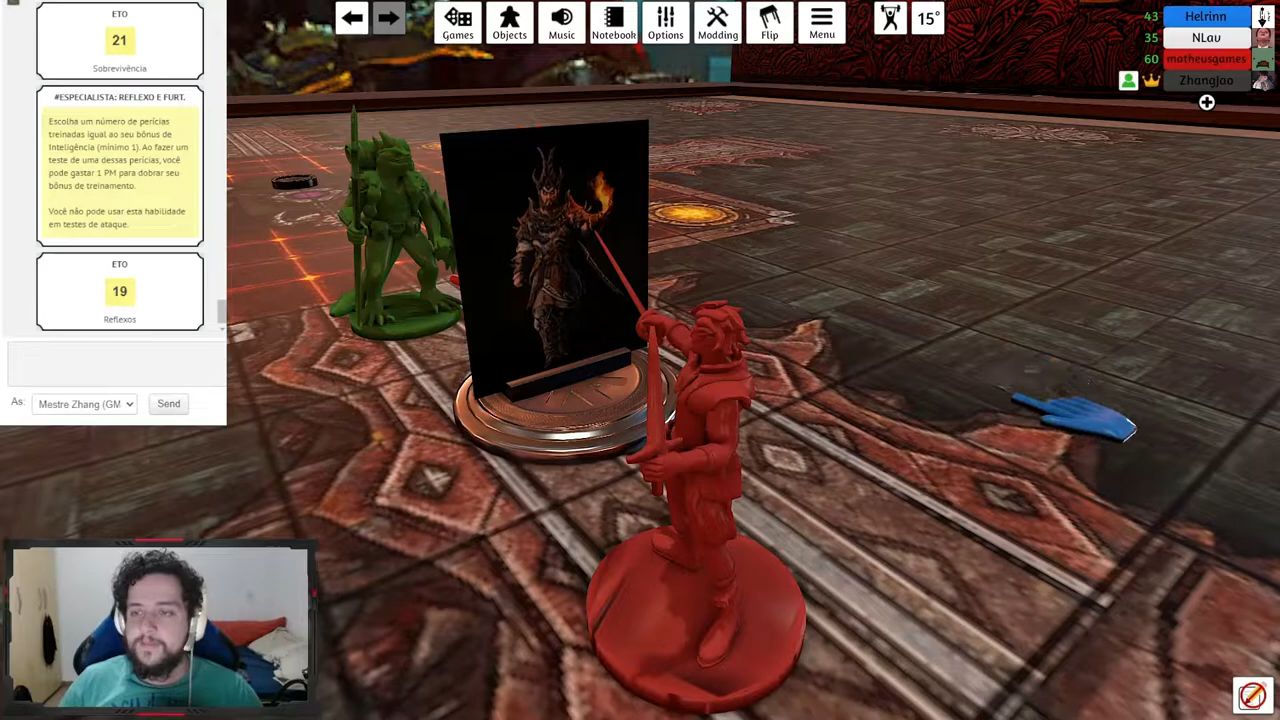 21
Sobrevivência
#ESPECIALISTA: REFLEXO E FURT.
Escolha um número de perícias
treinadas igual ao seu bônus de
Inteligência (mínimo 1). Ao fazer um
teste de uma dessas perícias, você
pode gastar 1 PM para dobrar seu
bônus de treinamento.
Você não pode usar esta habilidade
em testes de ataque.
ETO
19
Reflexos
As:
Mestre Zhang (GM
Send
Games
Objects
Music
Notebook
Options
Modding
Flip
Menu
15°
43
Helrinn
35
NLav
60
matheusgames
Zhangjao